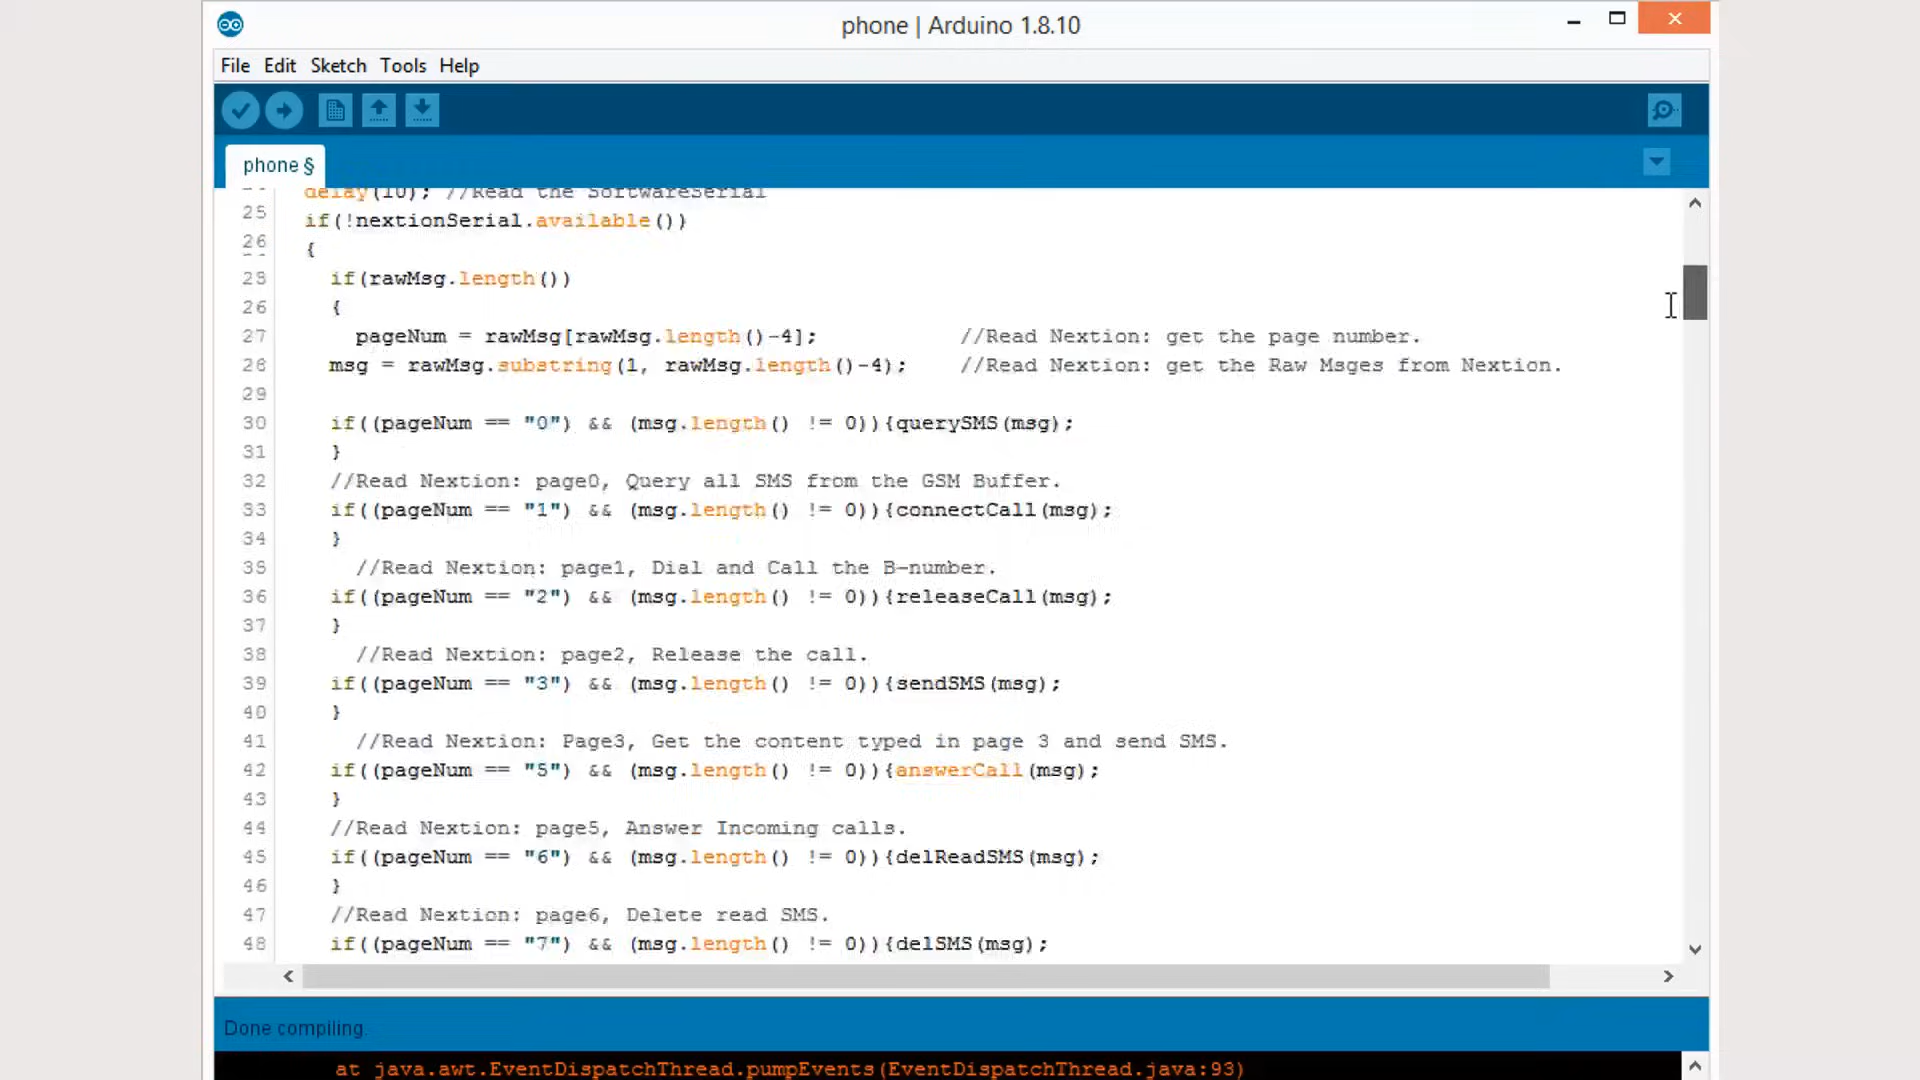 phone | Arduino 1.8.10
File Edit Sketch Tools Help
phone §
delay(10); //Read the SoftwareSerial
25 if(!nextionSerial.available())
26 {
25 if(rawMsg.length())
26 {
27 pageNum = rawMsg[rawMsg.length()-4]; //Read Nextion: get the page number.
28 msg = rawMsg.substring(1, rawMsg.length()-4); //Read Nextion: get the Raw Msges from Nextion.
29
30 if((pageNum == "0") && (msg.length() != 0)){querySMS(msg);
31 }
32 //Read Nextion: page0, Query all SMS from the GSM Buffer.
33 if((pageNum == "1") && (msg.length() != 0)){connectCall(msg);
34 }
35 //Read Nextion: page1, Dial and Call the B-number.
36 if((pageNum == "2") && (msg.length() != 0)){releaseCall(msg);
37 }
38 //Read Nextion: page2, Release the call.
39 if((pageNum == "3") && (msg.length() != 0)){sendSMS(msg);
40 }
41 //Read Nextion: Page3, Get the content typed in page 3 and send SMS.
42 if((pageNum == "5") && (msg.length() != 0)){answerCall(msg);
43 }
44 //Read Nextion: page5, Answer Incoming calls.
45 if((pageNum == "6") && (msg.length() != 0)){delReadSMS(msg);
46 }
47 //Read Nextion: page6, Delete read SMS.
48 if((pageNum == "7") && (msg.length() != 0)){delSMS(msg);
Done compiling.
at java.awt.EventDispatchThread.pumpEvents(EventDispatchThread.java:93)